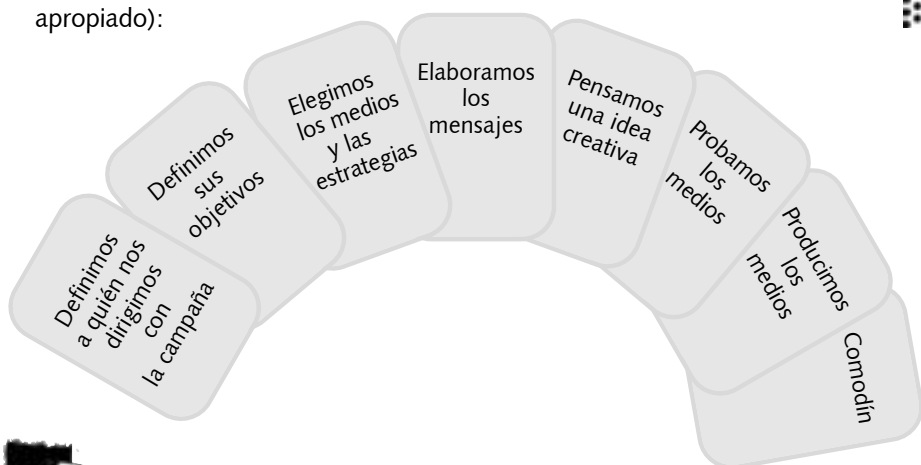 apropiado):
Definimos
a quién nos
dirigimos
con
la campaña
Definimos
sus
objetivos
Elegimos
los medios
y las
estrategias
Elaboramos
los
mensajes
Pensamos
una idea
creativa
Probamos
los
medios
Producimos
los
medios
Comodín